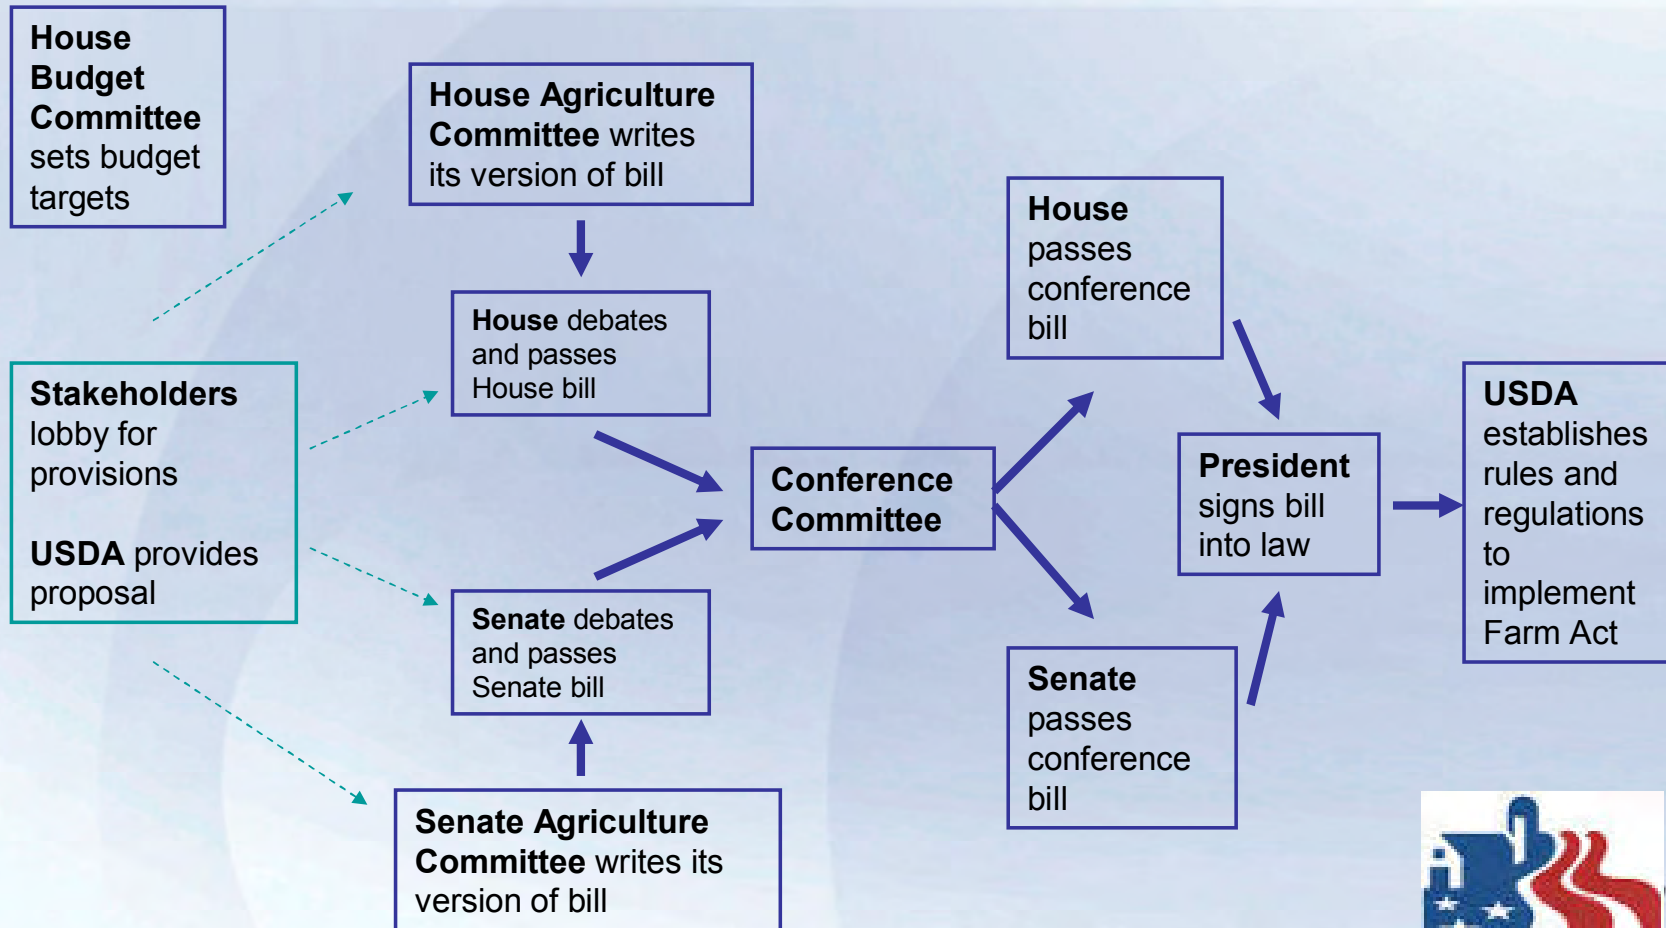 House
Budget
Committee
sets budget
targets
House Agriculture
Committee writes
its version of bill
House debates
and passes
House bill
Stakeholders
lobby for
provisions
USDA provides
proposal
Senate debates
and passes
Senate bill
Senate Agriculture
Committee writes its
version of bill
Conference
Committee
House
passes
conference
bill
Senate
passes
conference
bill
President
signs bill
into law
USDA
establishes
rules and
regulations
to
implement
Farm Act